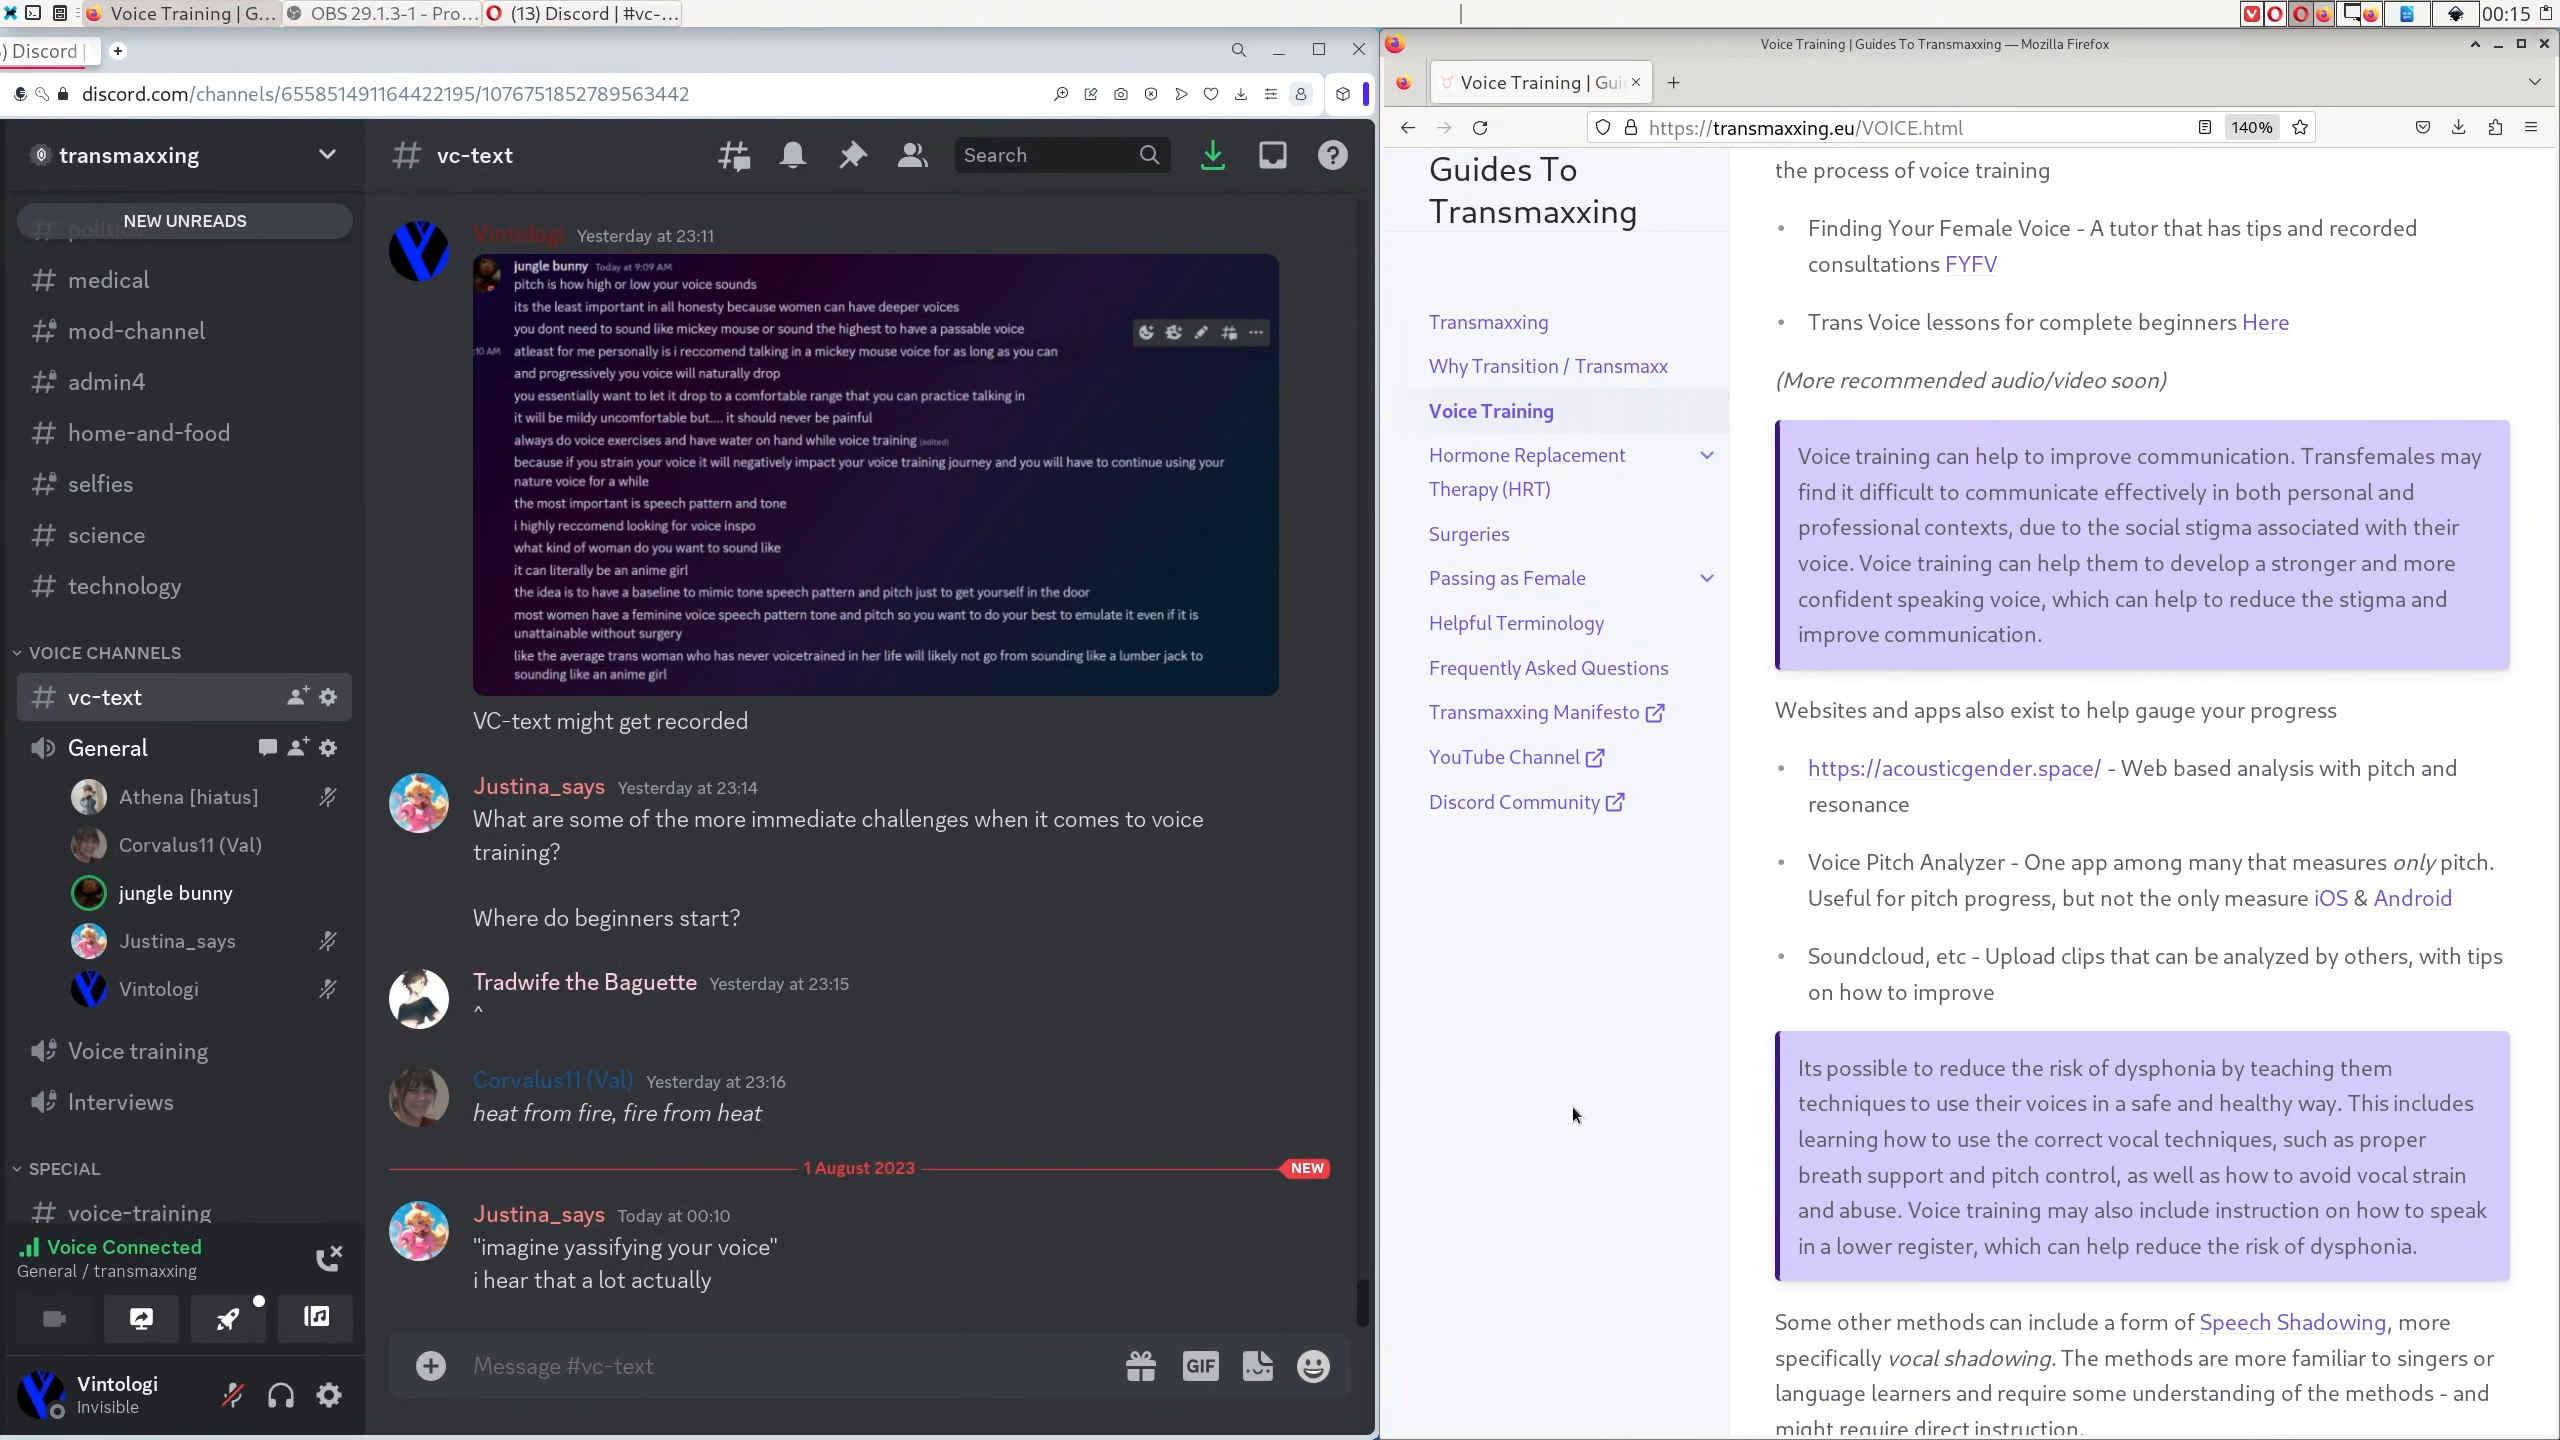 Voice Training | G...
OBS 29.1.3-1 - Pro...
(13) Discord | #vc-...
00:15
) Discord |
discord.com/channels/655851491164422195/1076751852789563442
transmaxxing
NEW UNREADS
politics
# medical
# mod-channel
# admin4
# home-and-food
# selfies
# science
# technology
VOICE CHANNELS
# vc-text
General
Athena [hiatus]
Corvalus11 (Val)
jungle bunny
Justina_says
Vintologi
Voice training
Interviews
SPECIAL
# voice-training
Voice Connected
General / transmaxxing
Vintologi
Invisible
# vc-text
Search
Vintologi Yesterday at 23:11
jungle bunny Today at 9:09 AM
pitch is how high or low your voice sounds
its the least important in all honesty because women can have deeper voices
you dont need to sound like mickey mouse or sound the highest to have a passable voice
:10 AM atleast for me personally is i reccomend talking in a mickey mouse voice for as long as you can
and progressively you voice will naturally drop
you essentially want to let it drop to a comfortable range that you can practice talking in
it will be mildly uncomfortable but.... it should never be painful
always do voice exercises and have water on hand while voice training (edited)
because if you strain your voice it will negatively impact your voice training journey and you will have to continue using your
nature voice for a while
the most important is speech pattern and tone
i highly reccomend looking for voice inspo
what kind of woman do you want to sound like
it can literally be an anime girl
the idea is to have a baseline to mimic tone speech pattern and pitch just to get yourself in the door
most women have a feminine voice speech pattern tone and pitch so you want to do your best to emulate it even if it is
unattainable without surgery
like the average trans woman who has never voicetrained in her life will likely not go from sounding like a lumber jack to
sounding like an anime girl
VC-text might get recorded
Justina_says Yesterday at 23:14
What are some of the more immediate challenges when it comes to voice
training?
Where do beginners start?
Tradwife the Baguette Yesterday at 23:15
^
Corvalus11 (Val) Yesterday at 23:16
heat from fire, fire from heat
1 August 2023 NEW
Justina_says Today at 00:10
"imagine yassifying your voice"
i hear that a lot actually
Message #vc-text
GIF
Voice Training | Guides To Transmaxxing — Mozilla Firefox
Voice Training | Gui
https://transmaxxing.eu/VOICE.html
140%
Guides To
Transmaxxing
Transmaxxing
Why Transition / Transmaxx
Voice Training
Hormone Replacement
Therapy (HRT)
Surgeries
Passing as Female
Helpful Terminology
Frequently Asked Questions
Transmaxxing Manifesto
YouTube Channel
Discord Community
the process of voice training
• Finding Your Female Voice - A tutor that has tips and recorded
consultations FYFV
• Trans Voice lessons for complete beginners Here
(More recommended audio/video soon)
Voice training can help to improve communication. Transfemales may
find it difficult to communicate effectively in both personal and
professional contexts, due to the social stigma associated with their
voice. Voice training can help them to develop a stronger and more
confident speaking voice, which can help to reduce the stigma and
improve communication.
Websites and apps also exist to help gauge your progress
• https://acousticgender.space/ - Web based analysis with pitch and
resonance
• Voice Pitch Analyzer - One app among many that measures only pitch.
Useful for pitch progress, but not the only measure iOS & Android
• Soundcloud, etc - Upload clips that can be analyzed by others, with tips
on how to improve
Its possible to reduce the risk of dysphonia by teaching them
techniques to use their voices in a safe and healthy way. This includes
learning how to use the correct vocal techniques, such as proper
breath support and pitch control, as well as how to avoid vocal strain
and abuse. Voice training may also include instruction on how to speak
in a lower register, which can help reduce the risk of dysphonia.
Some other methods can include a form of Speech Shadowing, more
specifically vocal shadowing. The methods are more familiar to singers or
language learners and require some understanding of the methods - and
might require direct instruction.